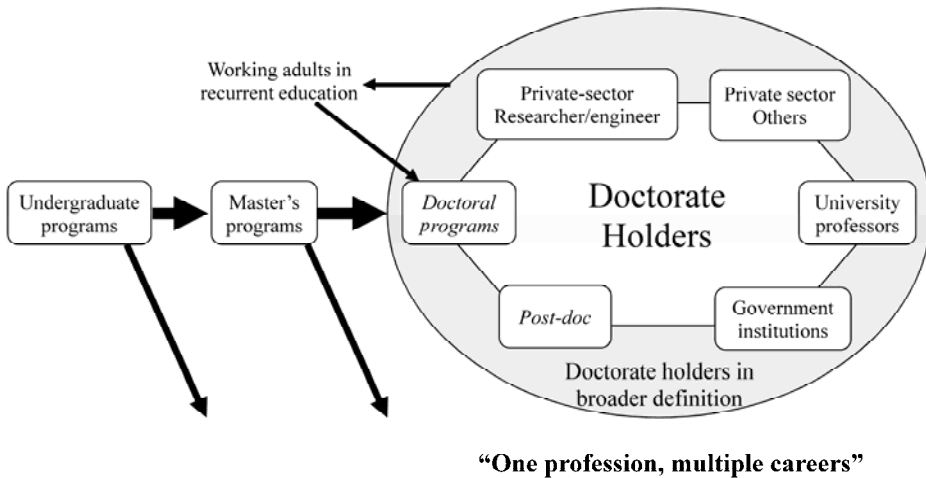 Working adults in
recurrent education
Private-sector
Researcher/engineer
Private sector
Others
Undergraduate
programs
Master's
programs
Doctoral
programs
Doctorate
Holders
University
professors
Post-doc
Government
institutions
Doctorate holders in
broader definition
“One profession, multiple careers”